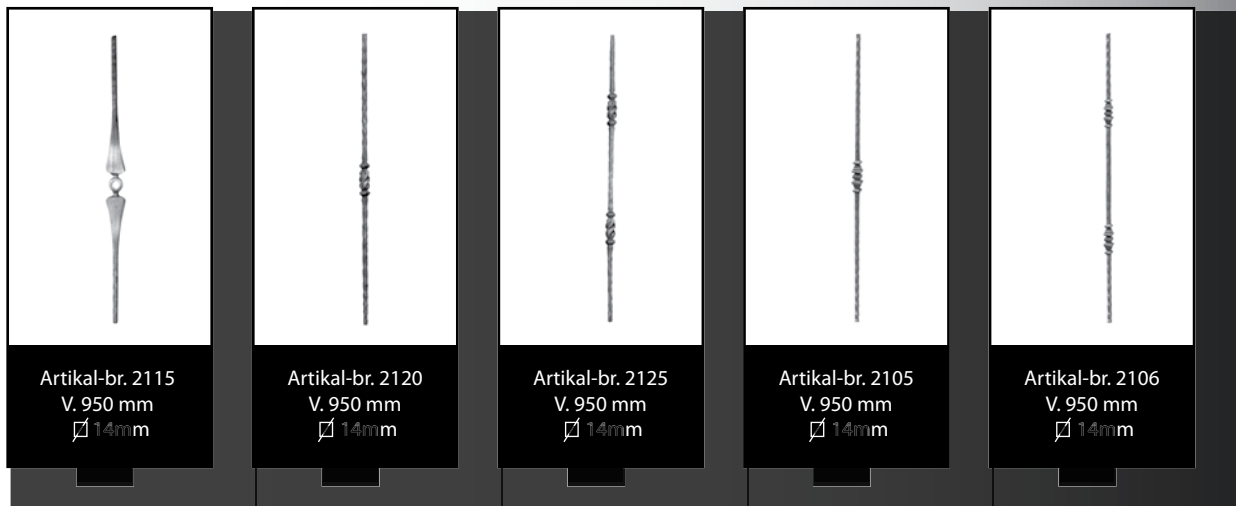 Artikal-br. 2115
V. 950 mm
14mm
Artikal-br. 2120
V. 950 mm
14mm
Artikal-br. 2125
V. 950 mm
14mm
Artikal-br. 2105
V. 950 mm
14mm
Artikal-br. 2106
V. 950 mm
14mm